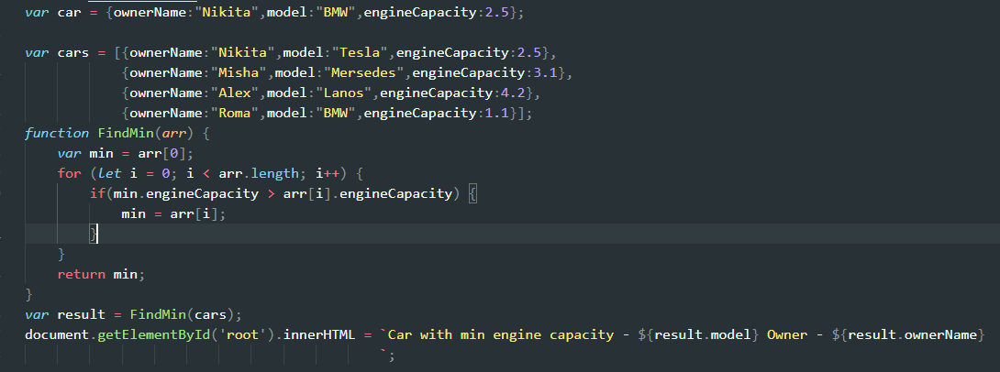 var car = {ownerName:"Nikita",model:"BMW",engineCapacity:2.5};
var cars = [{ownerName:"Nikita",model:"Tesla",engineCapacity:2.5},
{ownerName:"Misha",model:"Mersedes",engineCapacity:3.1},
{ownerName:"Alex",model:"Lanos",engineCapacity:4.2},
{ownerName:"Roma",model:"BMW",engineCapacity:1.1}];
function FindMin(arr) {
var min = arr[0];
for (let i = 0; i < arr.length; i++) {
if(min.engineCapacity > arr[i].engineCapacity) {
min = arr[i];
}
}
return min;
}
var result = FindMin(cars);
document.getElementById('root').innerHTML = `Car with min engine capacity - ${result.model} Owner - ${result.ownerName}
`;